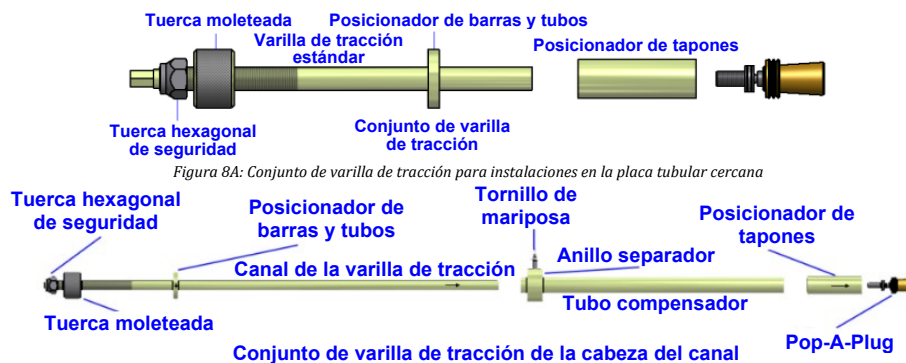 Tuerca moleteada
Posicionador de barras y tubos
Varilla de tracción
estándar
Posicionador de tapones
Tuerca hexagonal
de seguridad
Conjunto de varilla
de tracción
Figura 8A: Conjunto de varilla de tracción para instalaciones en la placa tubular cercana
Tuerca hexagonal
de seguridad
Posicionador de
barras y tubos
Tornillo de
mariposa
Posicionador de
tapones
Canal de la varilla de tracción
Anillo separador
Tubo compensador
Tuerca moleteada
Pop-A-Plug
Conjunto de varilla de tracción de la cabeza del canal